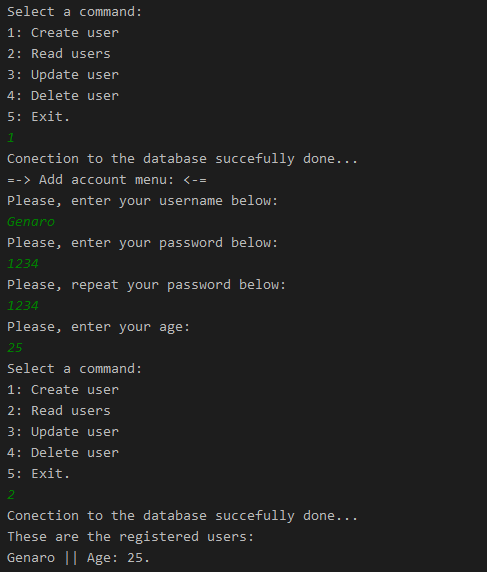 Select a command:
1: Create user
2: Read users
3: Update user
4: Delete user
5: Exit.
1
Conection to the database succefully done...
=-> Add account menu: <-=
Please, enter your username below:
Genaro
Please, enter your password below:
1234
Please, repeat your password below:
1234
Please, enter your age:
25
Select a command:
1: Create user
2: Read users
3: Update user
4: Delete user
5: Exit.
2
Conection to the database succefully done...
These are the registered users:
Genaro || Age: 25.